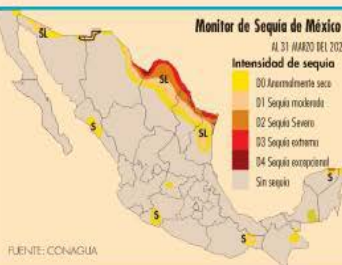 Monitor de Sequía de México
AL 31 MARZO DEL 202
Intensidad de sequia
D0 Anormalmente seco
D1 Sequía moderada
D2 Sequía Severa
D3 Sequía extrema
D4 Sequía excepcional
Sin sequía
SL
SL
SL
S
S
S
S
FUENTE: CONAGUA